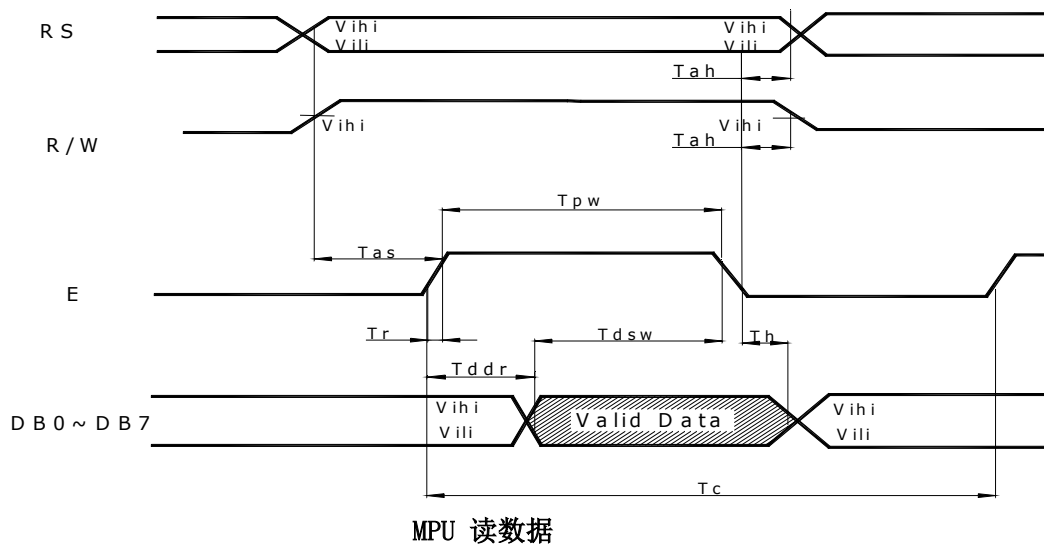 RS
Vihi
Vili
Vihi
Vili
Tah
R/W
Vihi
Vihi
Tah
Tpw
Tas
E
Tr
Tdsw
Th
Tddr
DB0~DB7
Vihi
Vili
Valid Data
Vihi
Vili
Tc
MPU 读数据